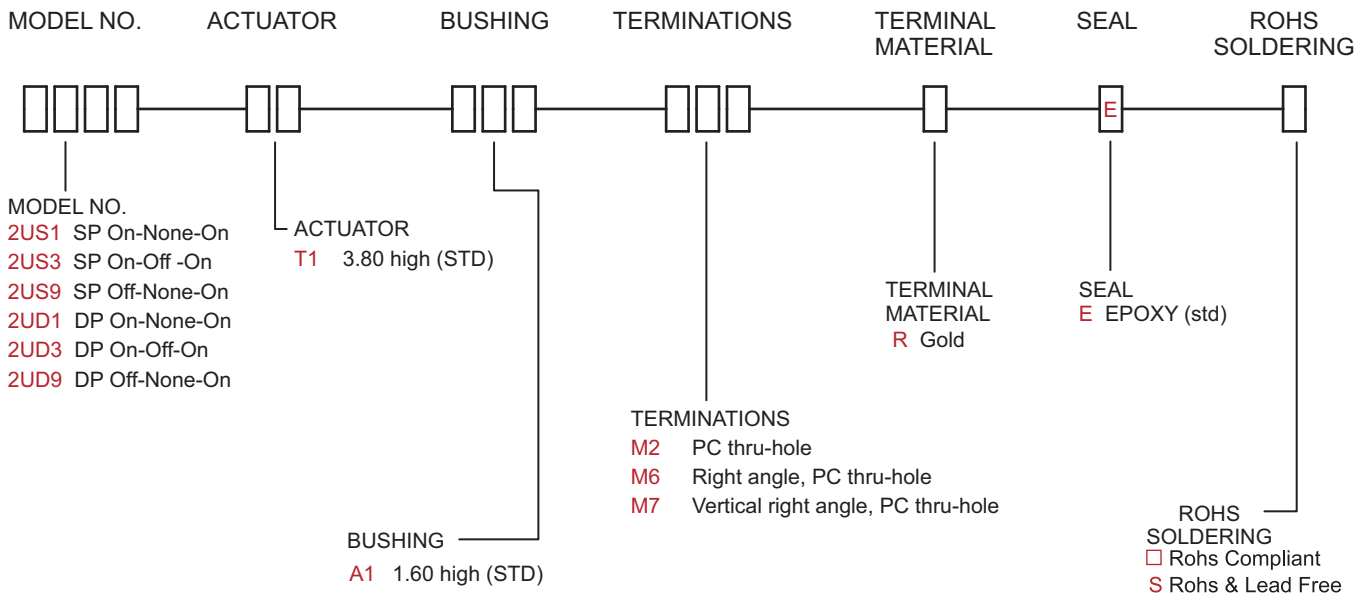 MODEL NO.
ACTUATOR
BUSHING
TERMINATIONS
TERMINAL
MATERIAL
SEAL
ROHS
SOLDERING
E
MODEL NO.
2US1 SP On-None-On
2US3 SP On-Off -On
2US9 SP Off-None-On
2UD1 DP On-None-On
2UD3 DP On-Off-On
2UD9 DP Off-None-On
ACTUATOR
T1 3.80 high (STD)
BUSHING
A1 1.60 high (STD)
TERMINATIONS
M2 PC thru-hole
M6 Right angle, PC thru-hole
M7 Vertical right angle, PC thru-hole
TERMINAL
MATERIAL
R Gold
SEAL
E EPOXY (std)
ROHS
SOLDERING
□ Rohs Compliant
S Rohs & Lead Free